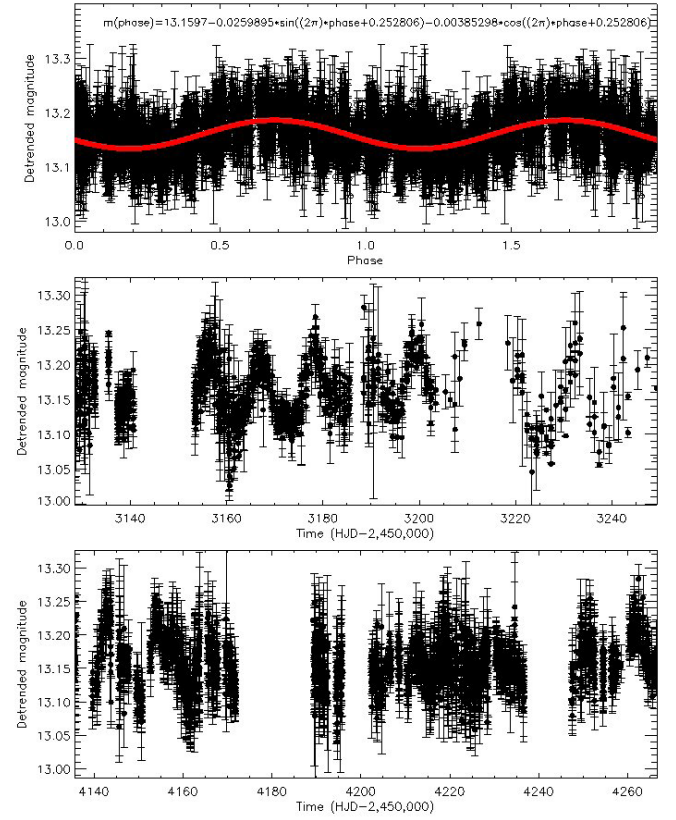 m(phase)=13.1597−0.0259895*sin((2π)*phase+0.252806)−0.00385298*cos((2π)*phase+0.252806)
13.3
13.2
13.1
13.0
Detrended magnitude
0.0 0.5 1.0 1.5
Phase
13.30
13.25
13.20
13.15
13.10
13.05
13.00
Detrended magnitude
3140 3160 3180 3200 3220 3240
Time (HJD−2,450,000)
13.30
13.25
13.20
13.15
13.10
13.05
13.00
Detrended magnitude
4140 4160 4180 4200 4220 4240 4260
Time (HJD−2,450,000)